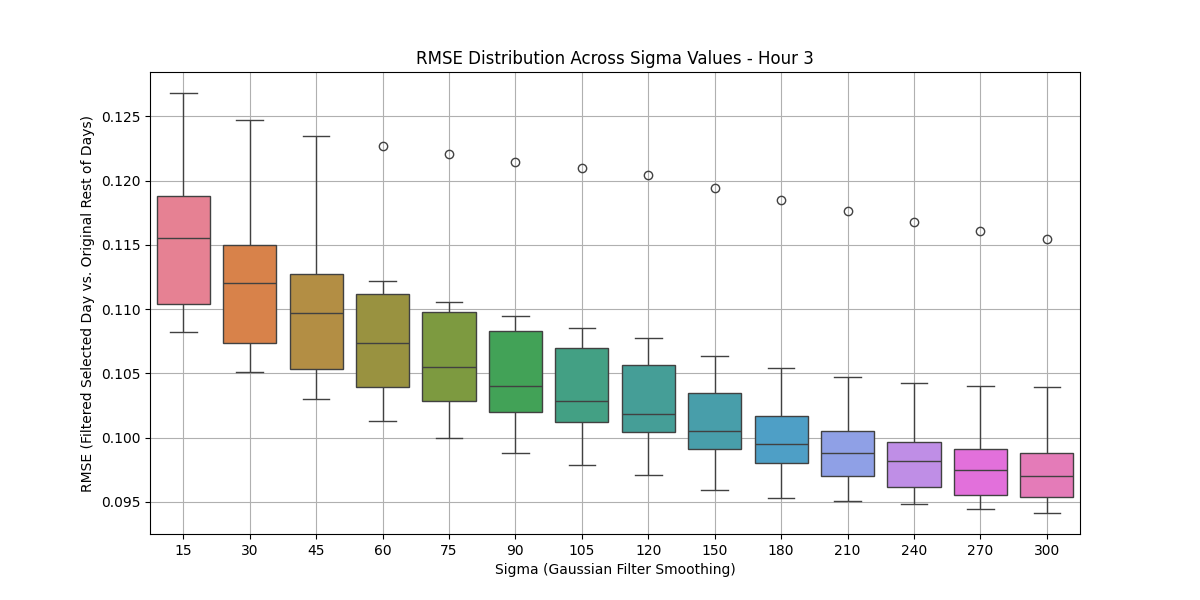 RMSE Distribution Across Sigma Values - Hour 3
RMSE (Filtered Selected Day vs. Original Rest of Days)
0.125
0.120
0.115
0.110
0.105
0.100
0.095
15 30 45 60 75 90 105 120 150 180 210 240 270 300
Sigma (Gaussian Filter Smoothing)